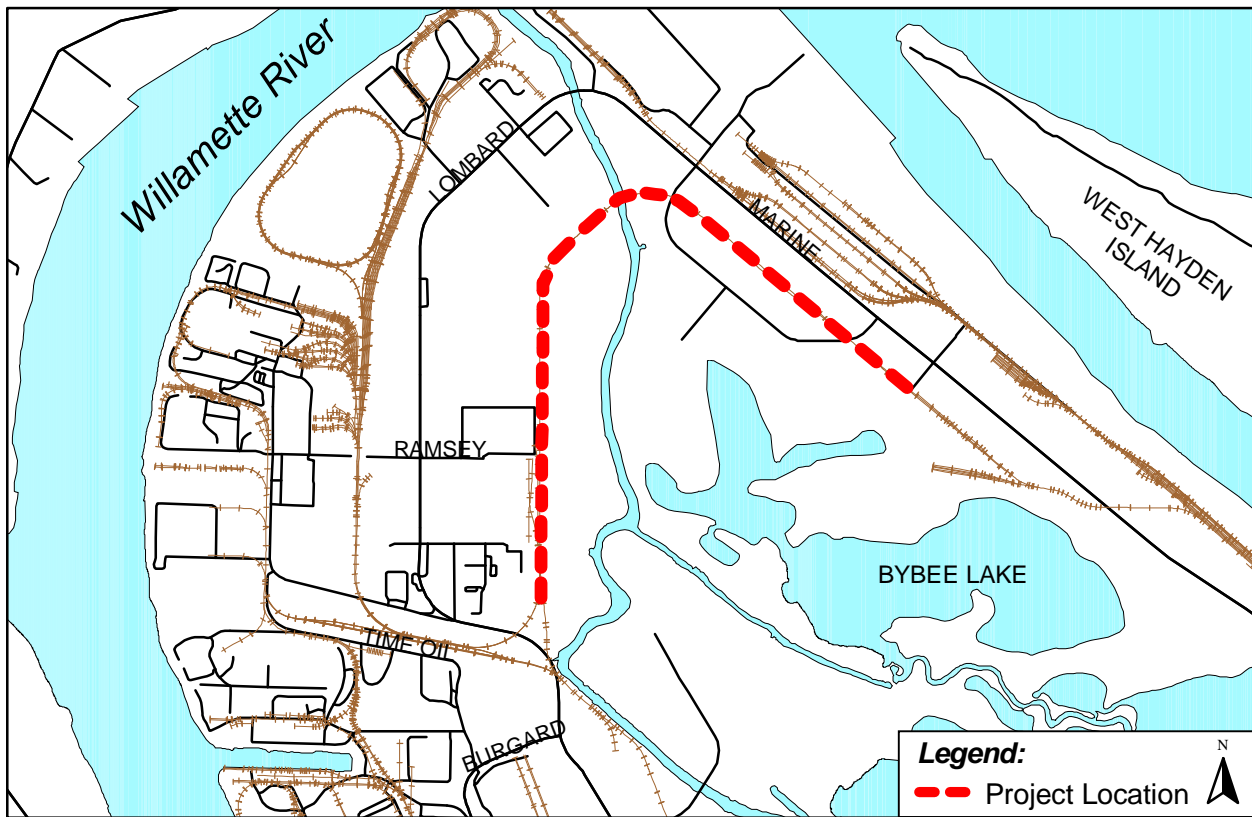 Willamette River
LOMBARD
MARINE
WEST HAYDEN
ISLAND
RAMSEY
BYBEE LAKE
TIME OIL
BURGARD
Legend:
N
Project Location